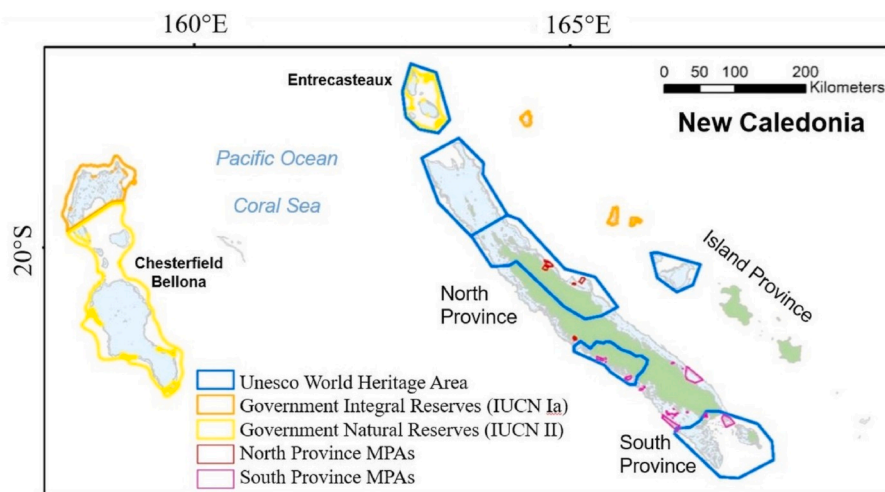 160°E
165°E
Entrecasteaux
0 50 100 200
Kilometers
New Caledonia
Pacific Ocean
Coral Sea
20°S
Chesterfield
Bellona
Island Province
North
Province
South
Province
Unesco World Heritage Area
Government Integral Reserves (IUCN Ia)
Government Natural Reserves (IUCN II)
North Province MPAs
South Province MPAs